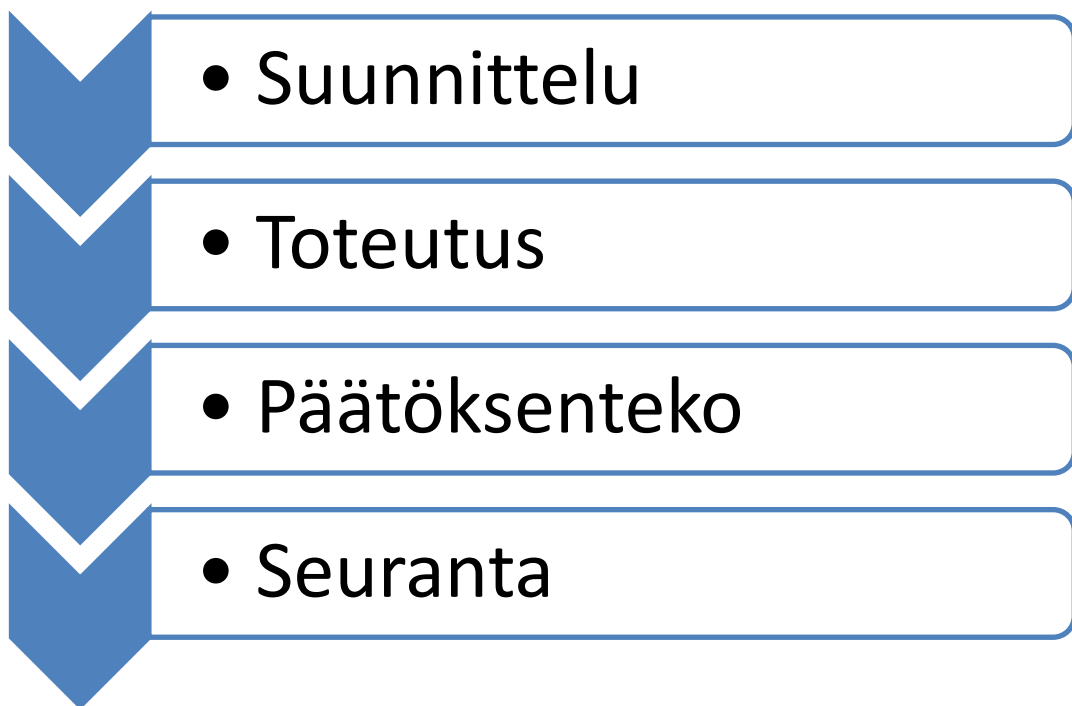 • Suunnittelu
• Toteutus
• Päätöksenteko
• Seuranta